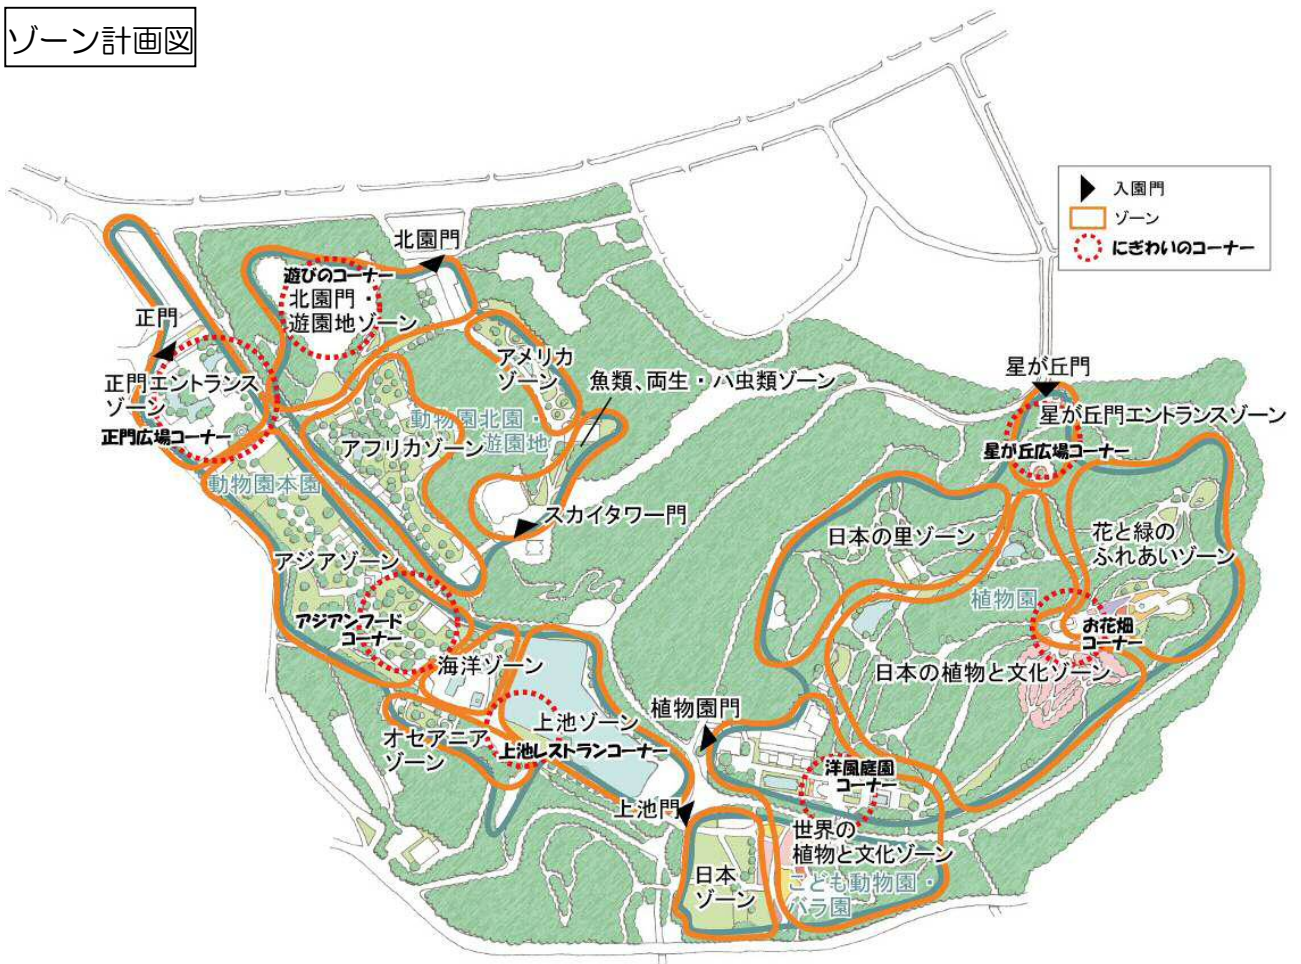 ゾーン計画図
入園門
ゾーン
にぎわいのコーナー
北園門
遊びのコーナー
北園門・
遊園地ゾーン
正門
正門エントランス
ゾーン
正門広場コーナー
アメリカ
ゾーン
魚類、両生・ハ虫類ゾーン
動物園北園・
遊園地
アフリカゾーン
動物園本園
スカイタワー門
アジアゾーン
アジアンフード
コーナー
海洋ゾーン
オセアニア
ゾーン
上池ゾーン
上池レストランコーナー
上池門
植物園門
星が丘門
星が丘門エントランスゾーン
星が丘広場コーナー
日本の里ゾーン
花と緑の
ふれあいゾーン
植物園
お花畑
コーナー
日本の植物と文化ゾーン
洋風庭園
コーナー
世界の
植物と文化ゾーン
こども動物園・
バラ園
日本
ゾーン